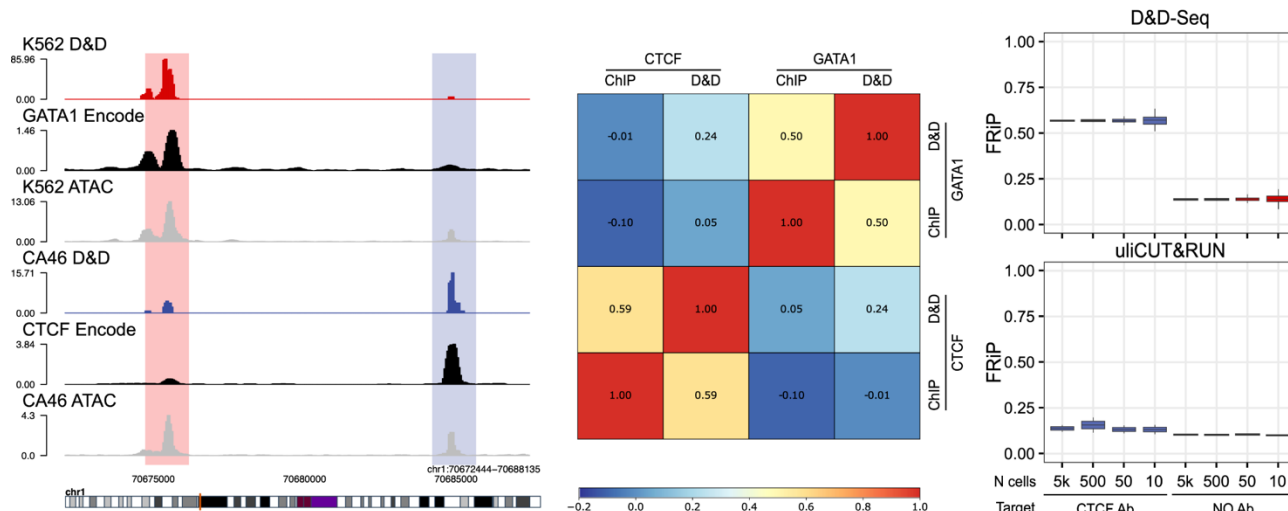 K562 D&D
85.96
0.00
GATA1 Encode
1.46
0.00
K562 ATAC
13.06
0.00
CA46 D&D
15.71
0.00
CTCF Encode
3.84
0.00
CA46 ATAC
4.3
0.00
chr1:70672444-70688135
70675000 70680000 70685000
chr1
CTCF GATA1
ChIP D&D ChIP D&D
-0.01 0.24 0.50 1.00
-0.10 0.05 1.00 0.50
0.59 1.00 0.05 0.24
1.00 0.59 -0.10 -0.01
D&D
ChIP
GATA1
D&D
ChIP
CTCF
−0.2 0.0 0.2 0.4 0.6 0.8 1.0
D&D-Seq
1.00
0.75
0.50
0.25
0.00
FRiP
uliCUT&RUN
1.00
0.75
0.50
0.25
0.00
FRiP
N cells 5k 500 50 10 5k 500 50 10
Target CTCF Ab NO Ab